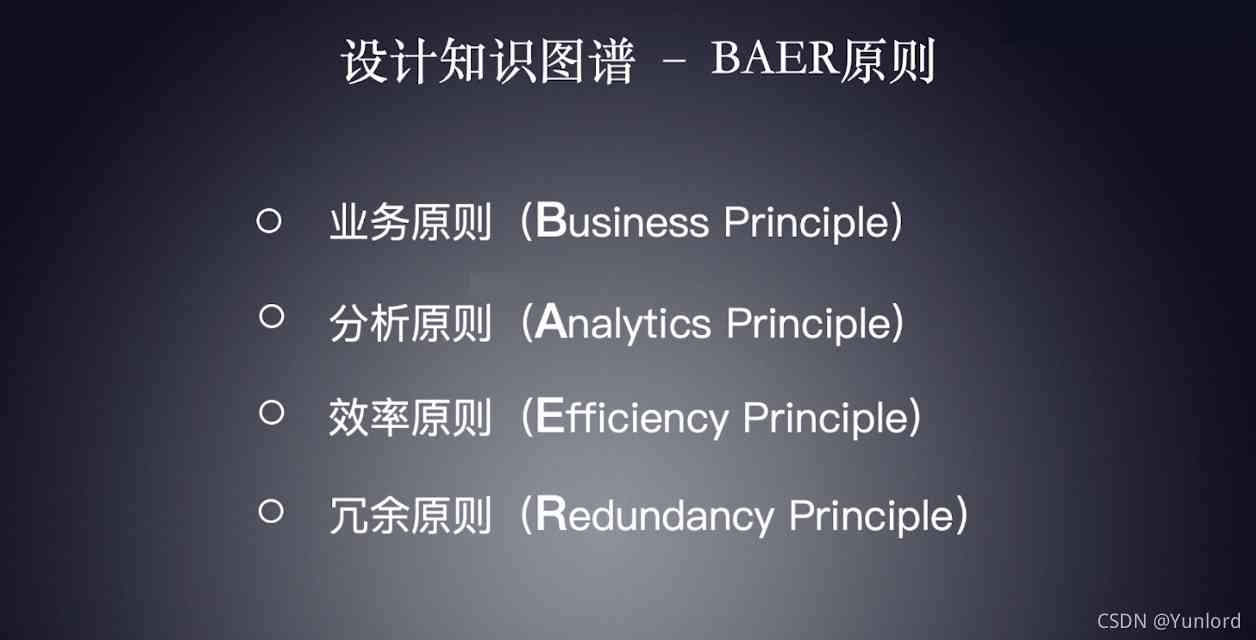 设计知识图谱 - BAER原则
业务原则（Business Principle）
分析原则（Analytics Principle）
效率原则（Efficiency Principle）
冗余原则（Redundancy Principle）
CSDN @Yunlord